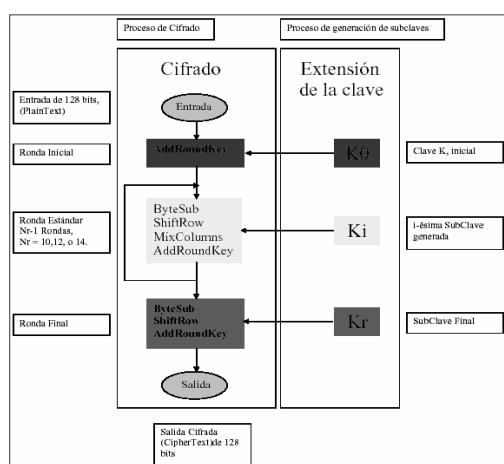 Proceso de Cifrado
Proceso de generación de subclaves
Cifrado
Extensión
de la clave
Entrada de 128 bits,
(PlainText)
Entrada
Ronda Inicial
AddRoundKey
K0
Clave K, inicial
Ronda Estándar
Nr-1 Rondas,
Nr = 10,12, o 14.
ByteSub
ShiftRow
MixColumns
AddRoundKey
Ki
i-ésima SubClave
generada
Ronda Final
ByteSub
ShiftRow
AddRoundKey
Kr
SubClave Final
Salida
Salida Cifrada
(CipherText)de 128
bits